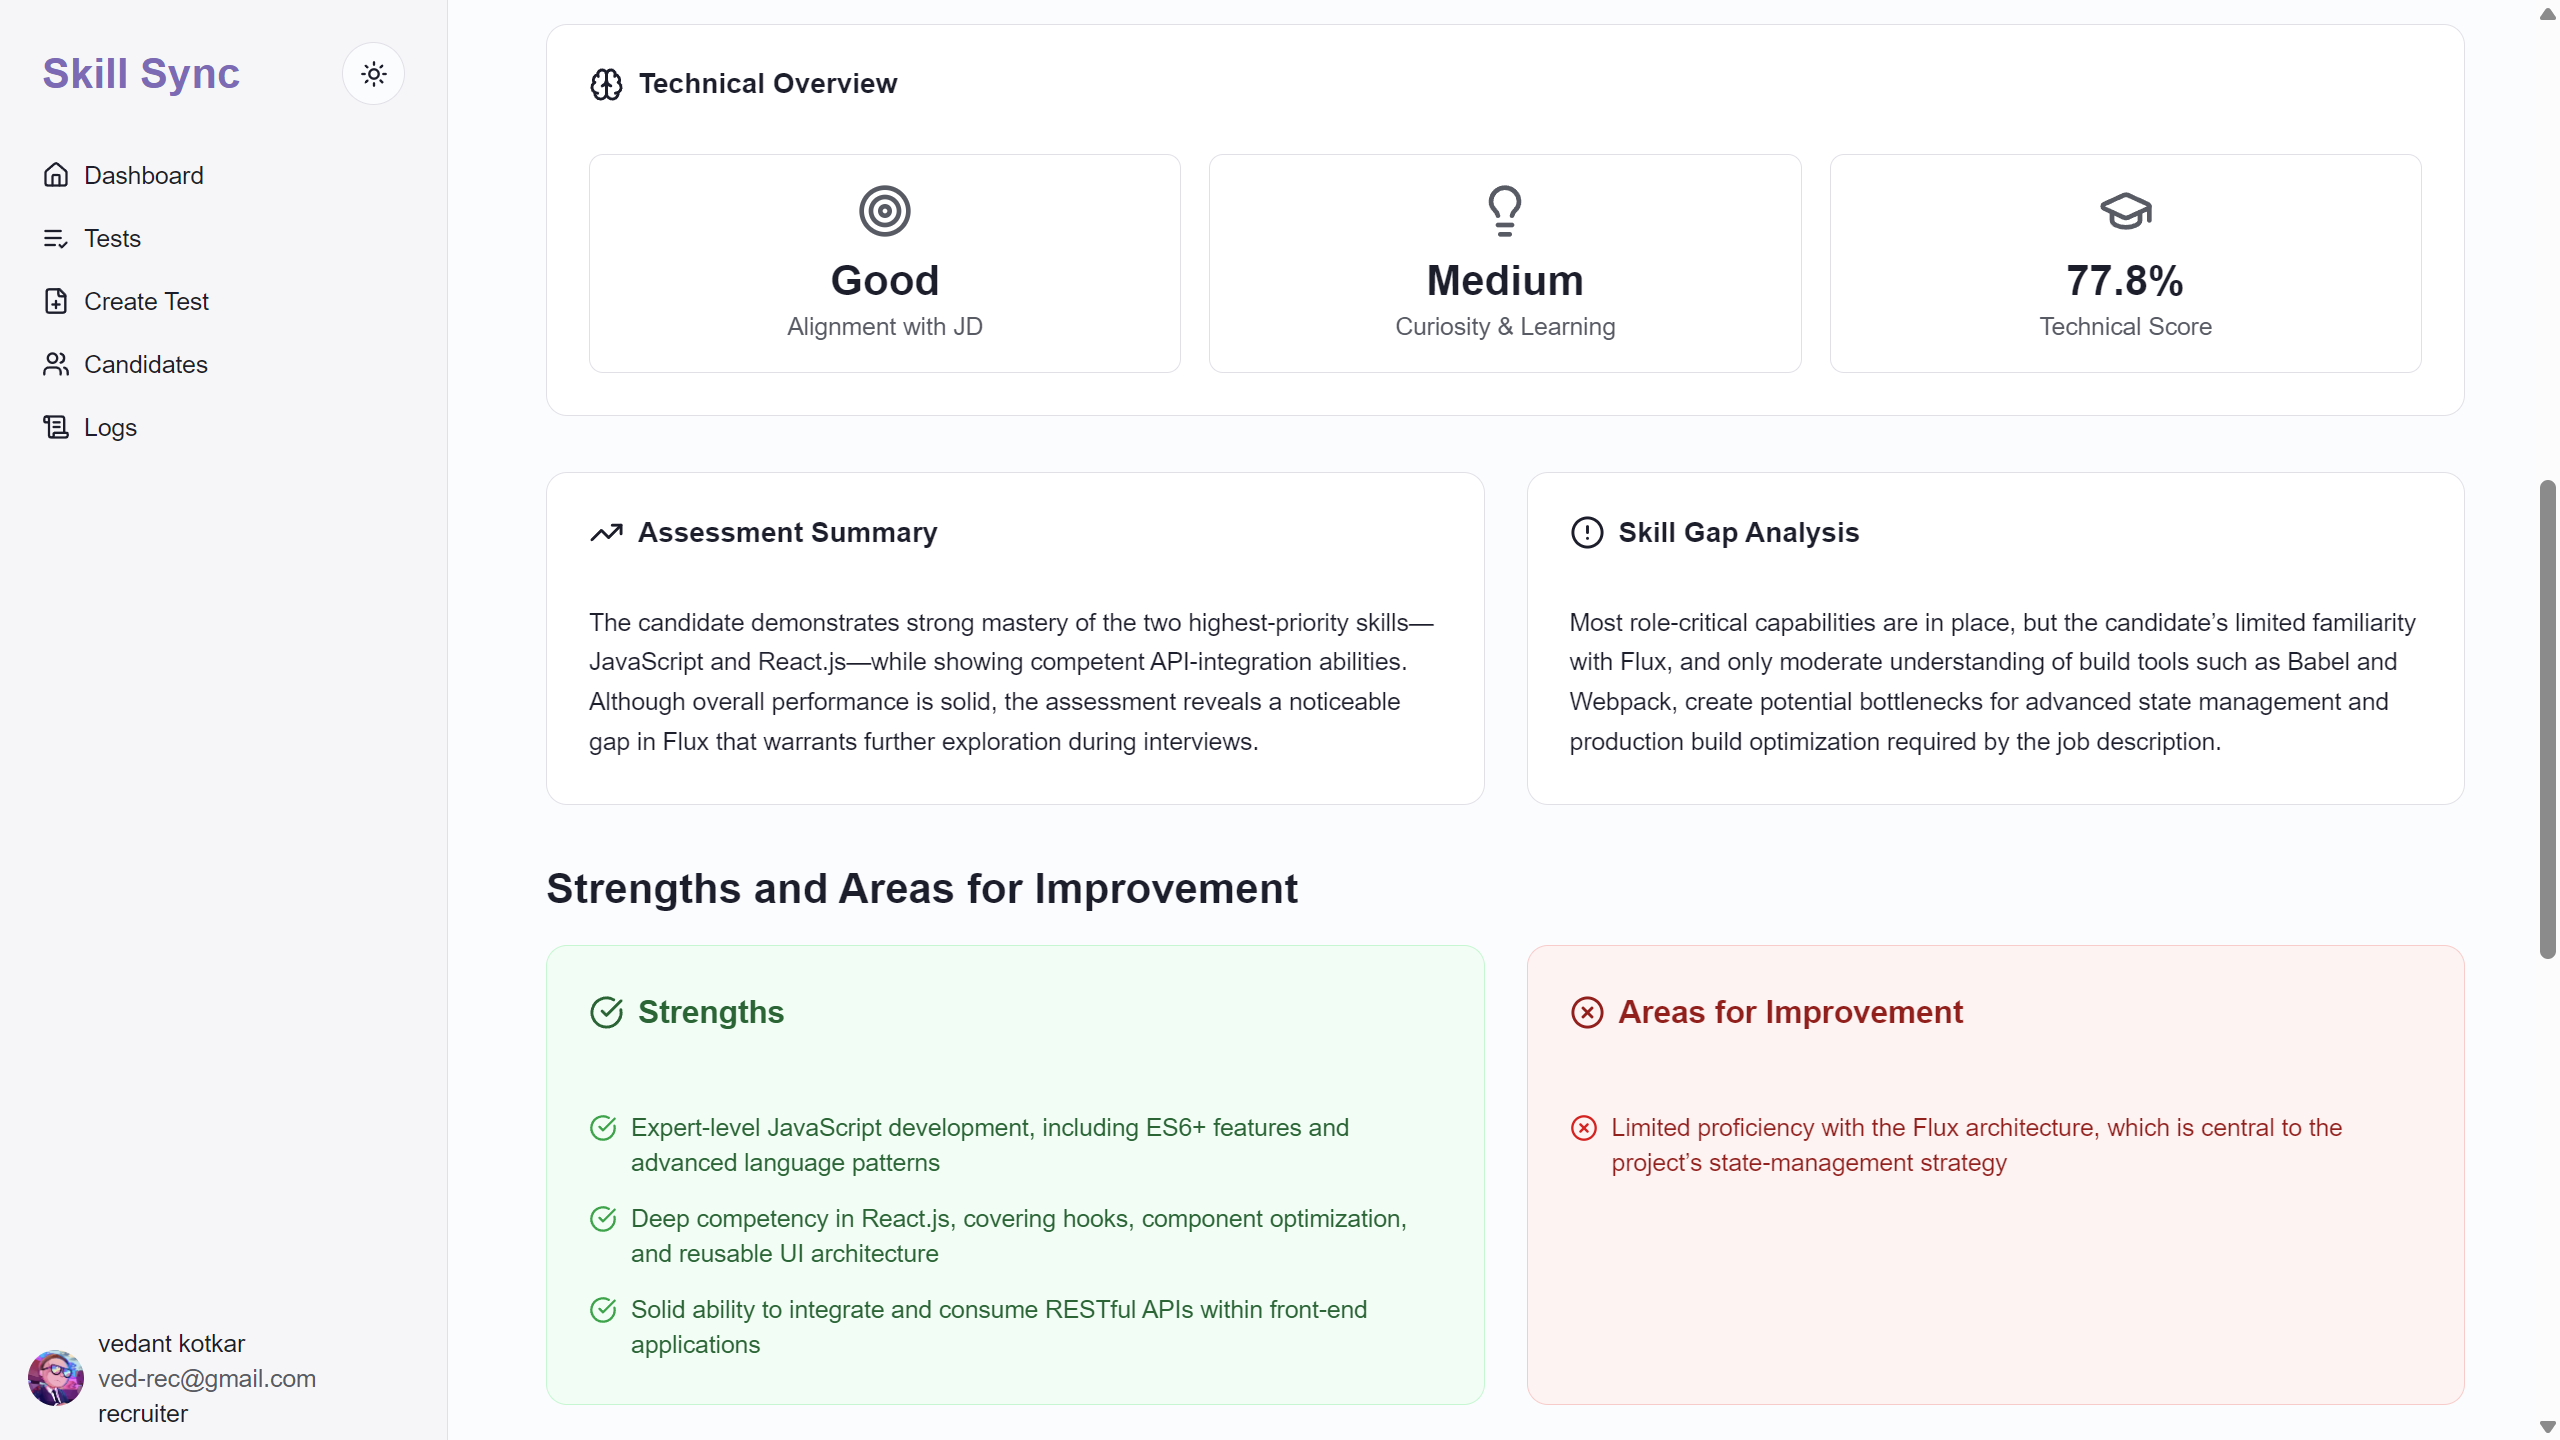 Skill Sync
Dashboard
Tests
Create Test
Candidates
Logs
vedant kotkar
ved-rec@gmail.com
recruiter
Technical Overview
Good
Alignment with JD
Medium
Curiosity & Learning
77.8%
Technical Score
Assessment Summary
The candidate demonstrates strong mastery of the two highest-priority skills—
JavaScript and React.js—while showing competent API-integration abilities.
Although overall performance is solid, the assessment reveals a noticeable
gap in Flux that warrants further exploration during interviews.
Skill Gap Analysis
Most role-critical capabilities are in place, but the candidate’s limited familiarity
with Flux, and only moderate understanding of build tools such as Babel and
Webpack, create potential bottlenecks for advanced state management and
production build optimization required by the job description.
Strengths and Areas for Improvement
Strengths
Expert-level JavaScript development, including ES6+ features and
advanced language patterns
Deep competency in React.js, covering hooks, component optimization,
and reusable UI architecture
Solid ability to integrate and consume RESTful APIs within front-end
applications
Areas for Improvement
Limited proficiency with the Flux architecture, which is central to the
project’s state-management strategy